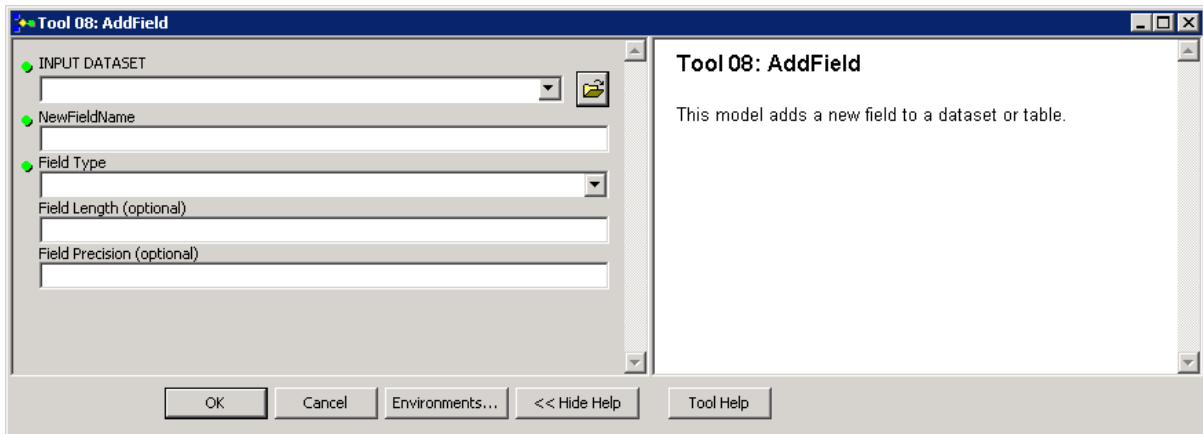 Tool 08: AddField
INPUT DATASET
NewFieldName
Field Type
Field Length (optional)
Field Precision (optional)
Tool 08: AddField
This model adds a new field to a dataset or table.
OK
Cancel
Environments...
<< Hide Help
Tool Help